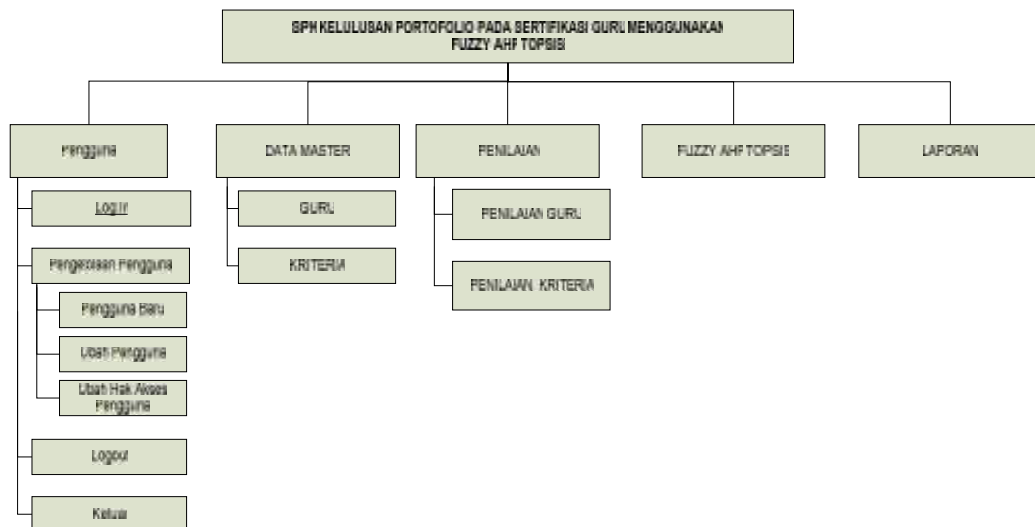 SPK KELULUSAN PORTOFOLIO PADA SERTIFIKASI GURU MENGGUNAKAN
FUZZY AHP TOPSIS
Pengguna
DATA MASTER
PENILAIAN
FUZZY AHP TOPSIS
LAPORAN
Login
GURU
PENILAIAN GURU
Pengelolaan Pengguna
KRITERIA
PENILAIAN KRITERIA
Pengguna Baru
Ubah Pengguna
Ubah Hak Akses
Pengguna
Logout
Keluar